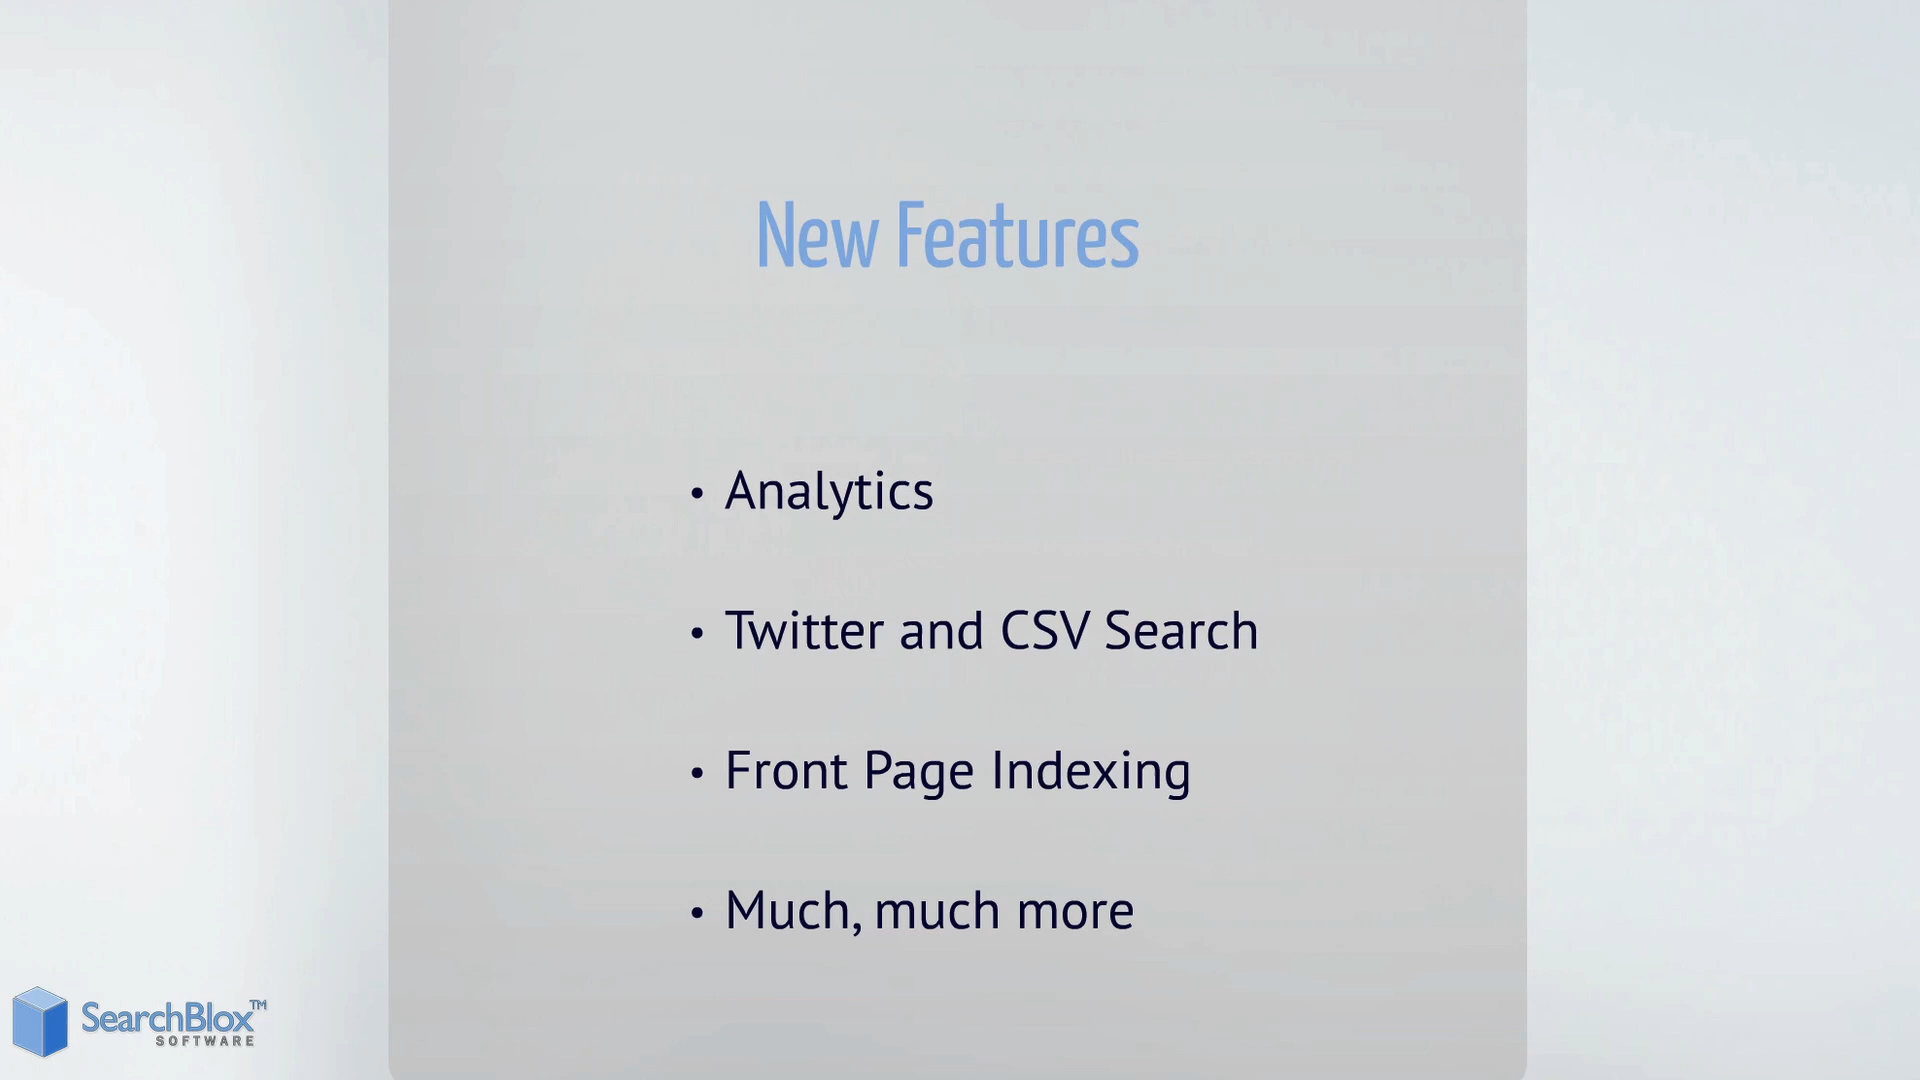 New Features
• Analytics
• Twitter and CSV Search
• Front Page Indexing
• Much, much more
SearchBlox™
SOFTWARE